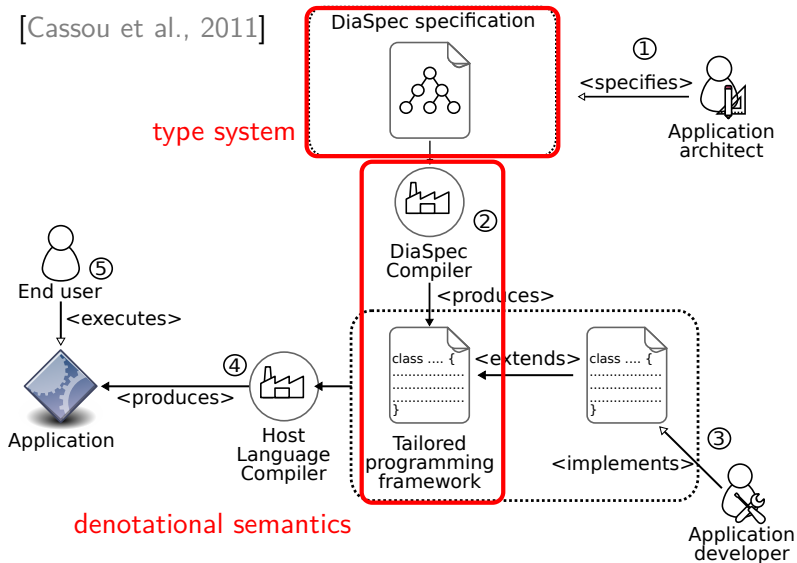 [Cassou et al., 2011]
DiaSpec specification
①
<specifies>
Application
architect
type system
②
DiaSpec
Compiler
<produces>
⑤
End user
<executes>
Application
④
<produces>
Host
Language
Compiler
class .... {
..................
..................
}
Tailored
programming
framework
<extends>
class .... {
..................
..................
}
③
<implements>
Application
developer
denotational semantics